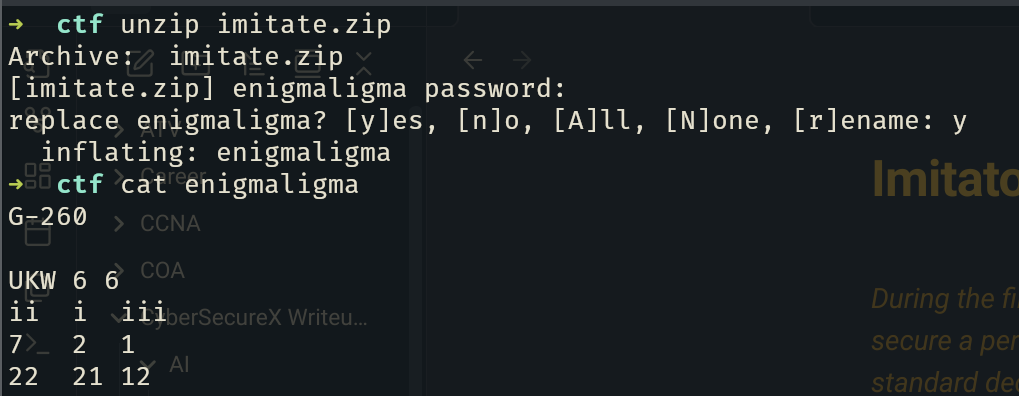 →  ctf unzip imitate.zip
Archive:  imitate.zip
[imitate.zip] enigmaligma password:
replace enigmaligma? [y]es, [n]o, [A]ll, [N]one, [r]ename: y
  inflating: enigmaligma
→  ctf cat enigmaligma
G-260
UKW 6 6
ii  i  iii
7  2  1
22  21 12
ATV
Career
CCNA
COA
CyberSecureX Writeu...
AI
Imitato
During the fi
secure a per
standard dec